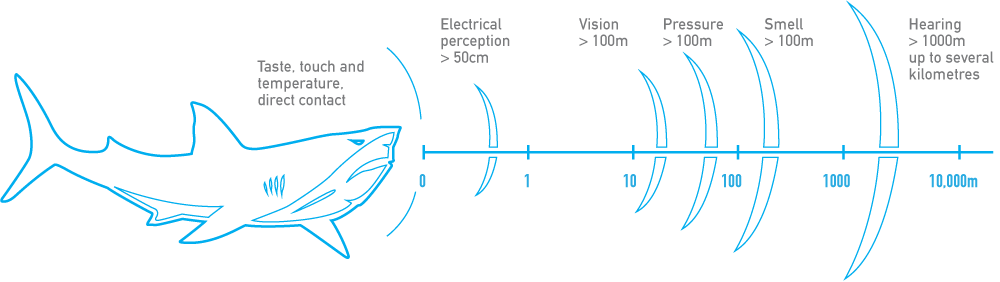 Taste, touch and
temperature,
direct contact
Electrical
perception
> 50cm
Vision
> 100m
Pressure
> 100m
Smell
> 100m
Hearing
> 1000m
up to several
kilometres
0
1
10
100
1000
10,000m